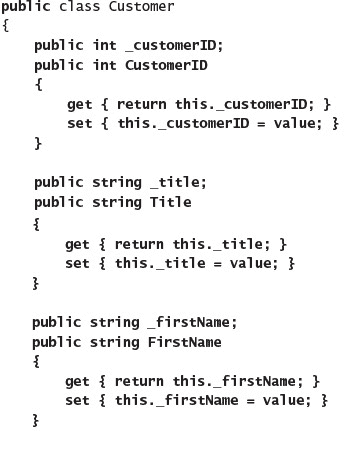 public class Customer
{
public int _customerID;
public int CustomerID
{
get { return this._customerID; }
set { this._customerID = value; }
}
public string _title;
public string Title
{
get { return this._title; }
set { this._title = value; }
}
public string _firstName;
public string FirstName
{
get { return this._firstName; }
set { this._firstName = value; }
}